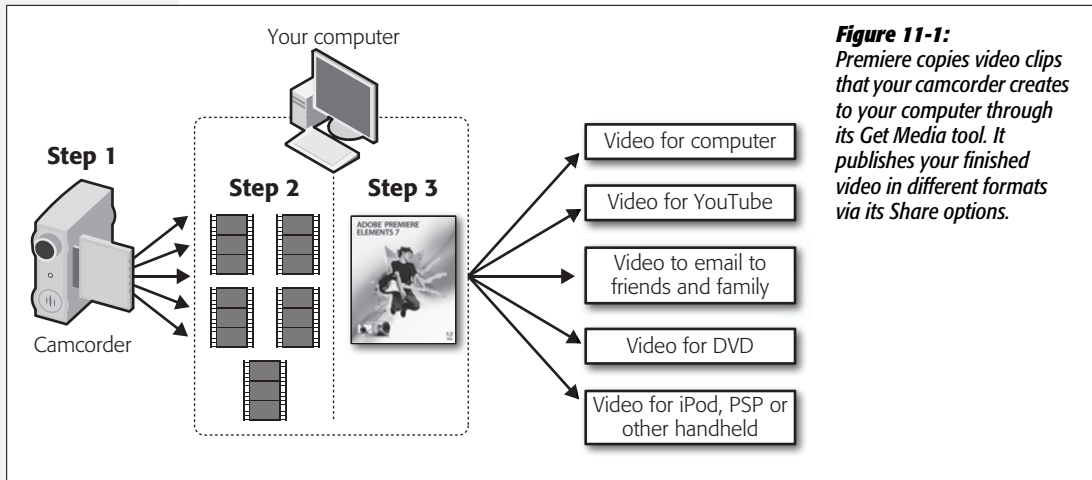 Your computer
Step 1
Camcorder
Step 2
Step 3
ADOBE PREMIERE
ELEMENTS 7
Video for computer
Video for YouTube
Video to email to
friends and family
Video for DVD
Video for iPod, PSP or
other handheld
Figure 11-1:
Premiere copies video clips
that your camcorder creates
to your computer through
its Get Media tool. It
publishes your finished
video in different formats
via its Share options.